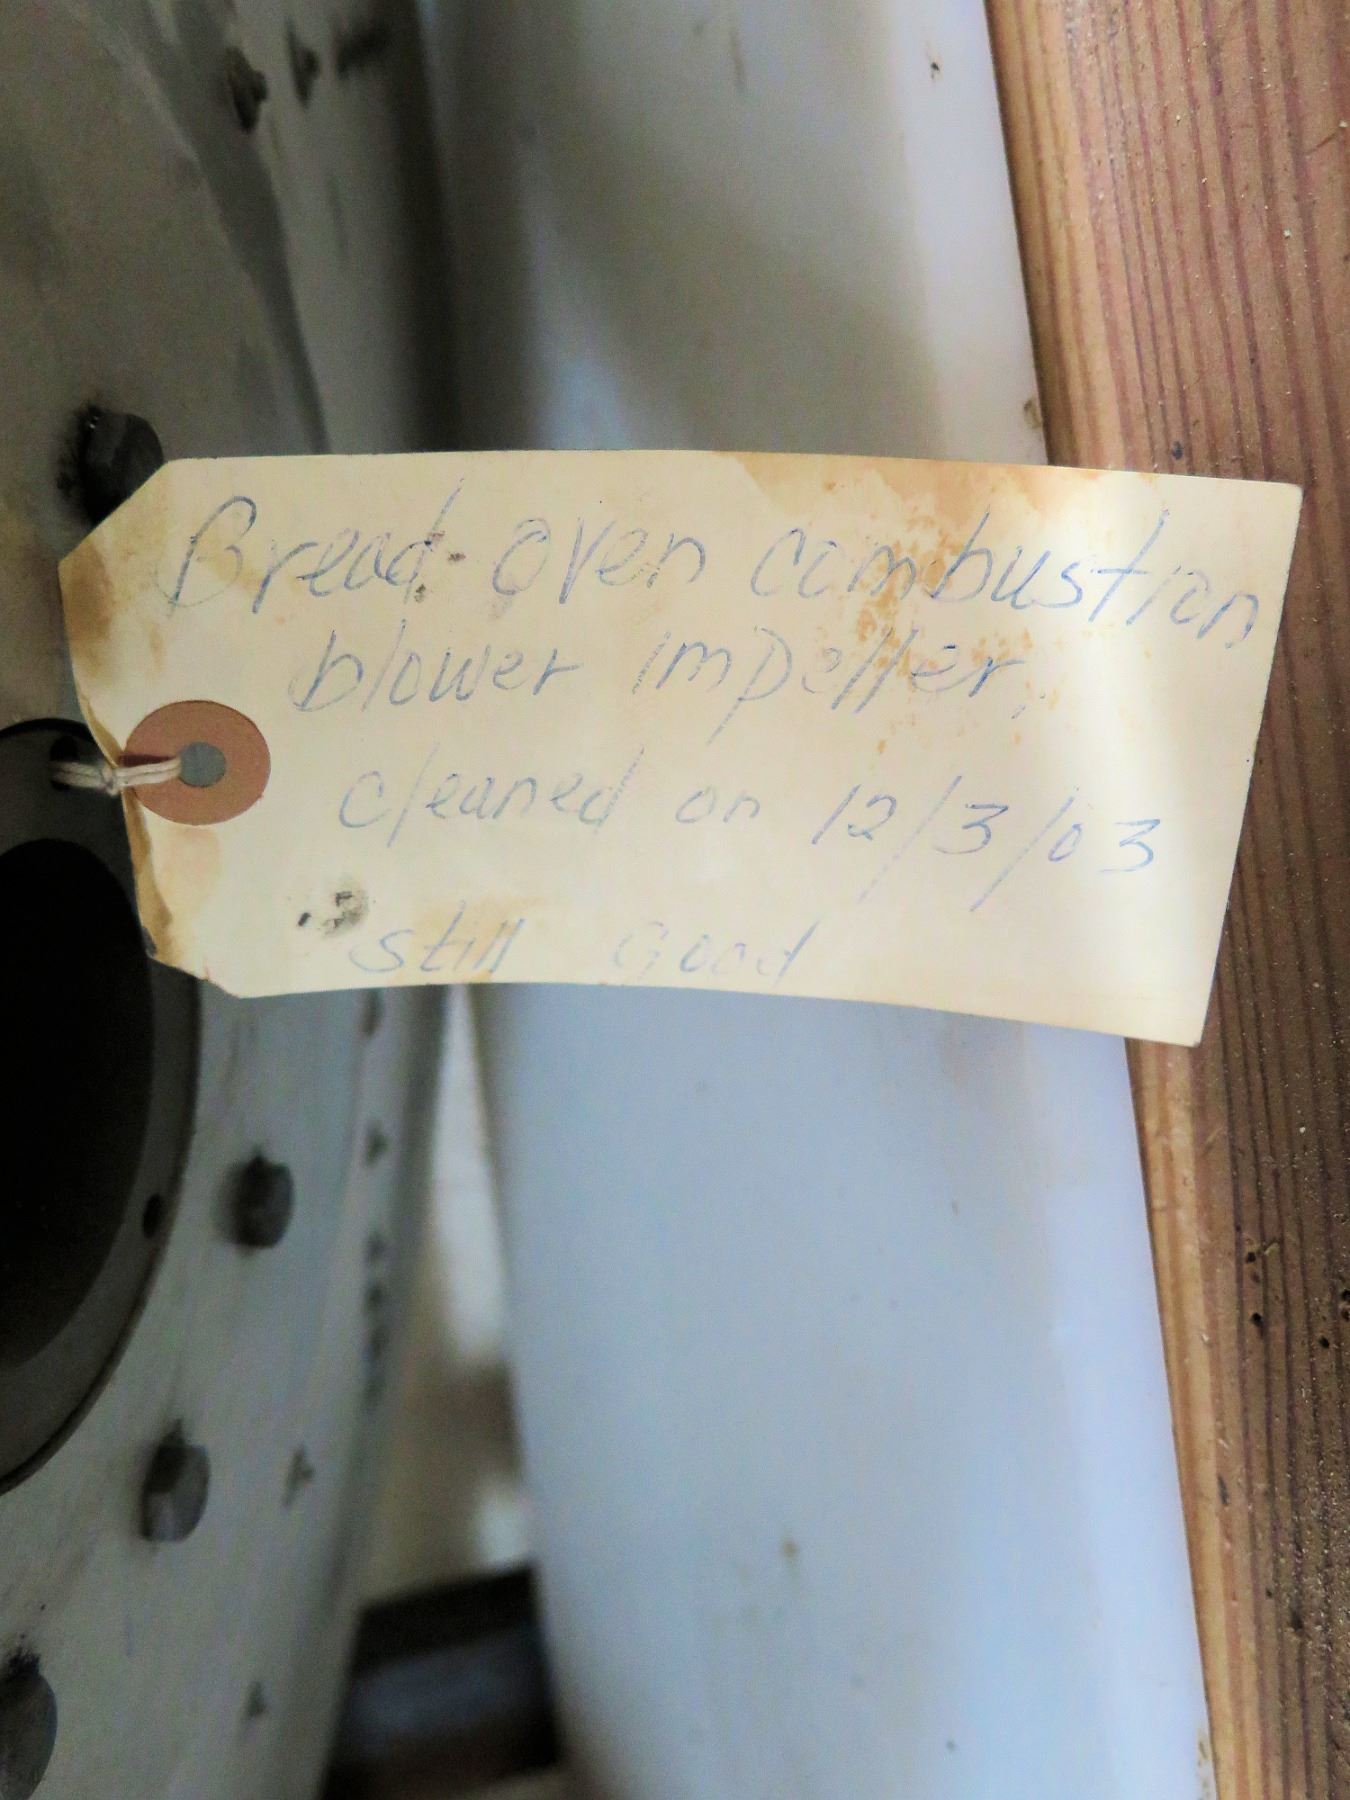 Bread oven combustion
blower impeller,
cleaned on 12/3/03
still Good